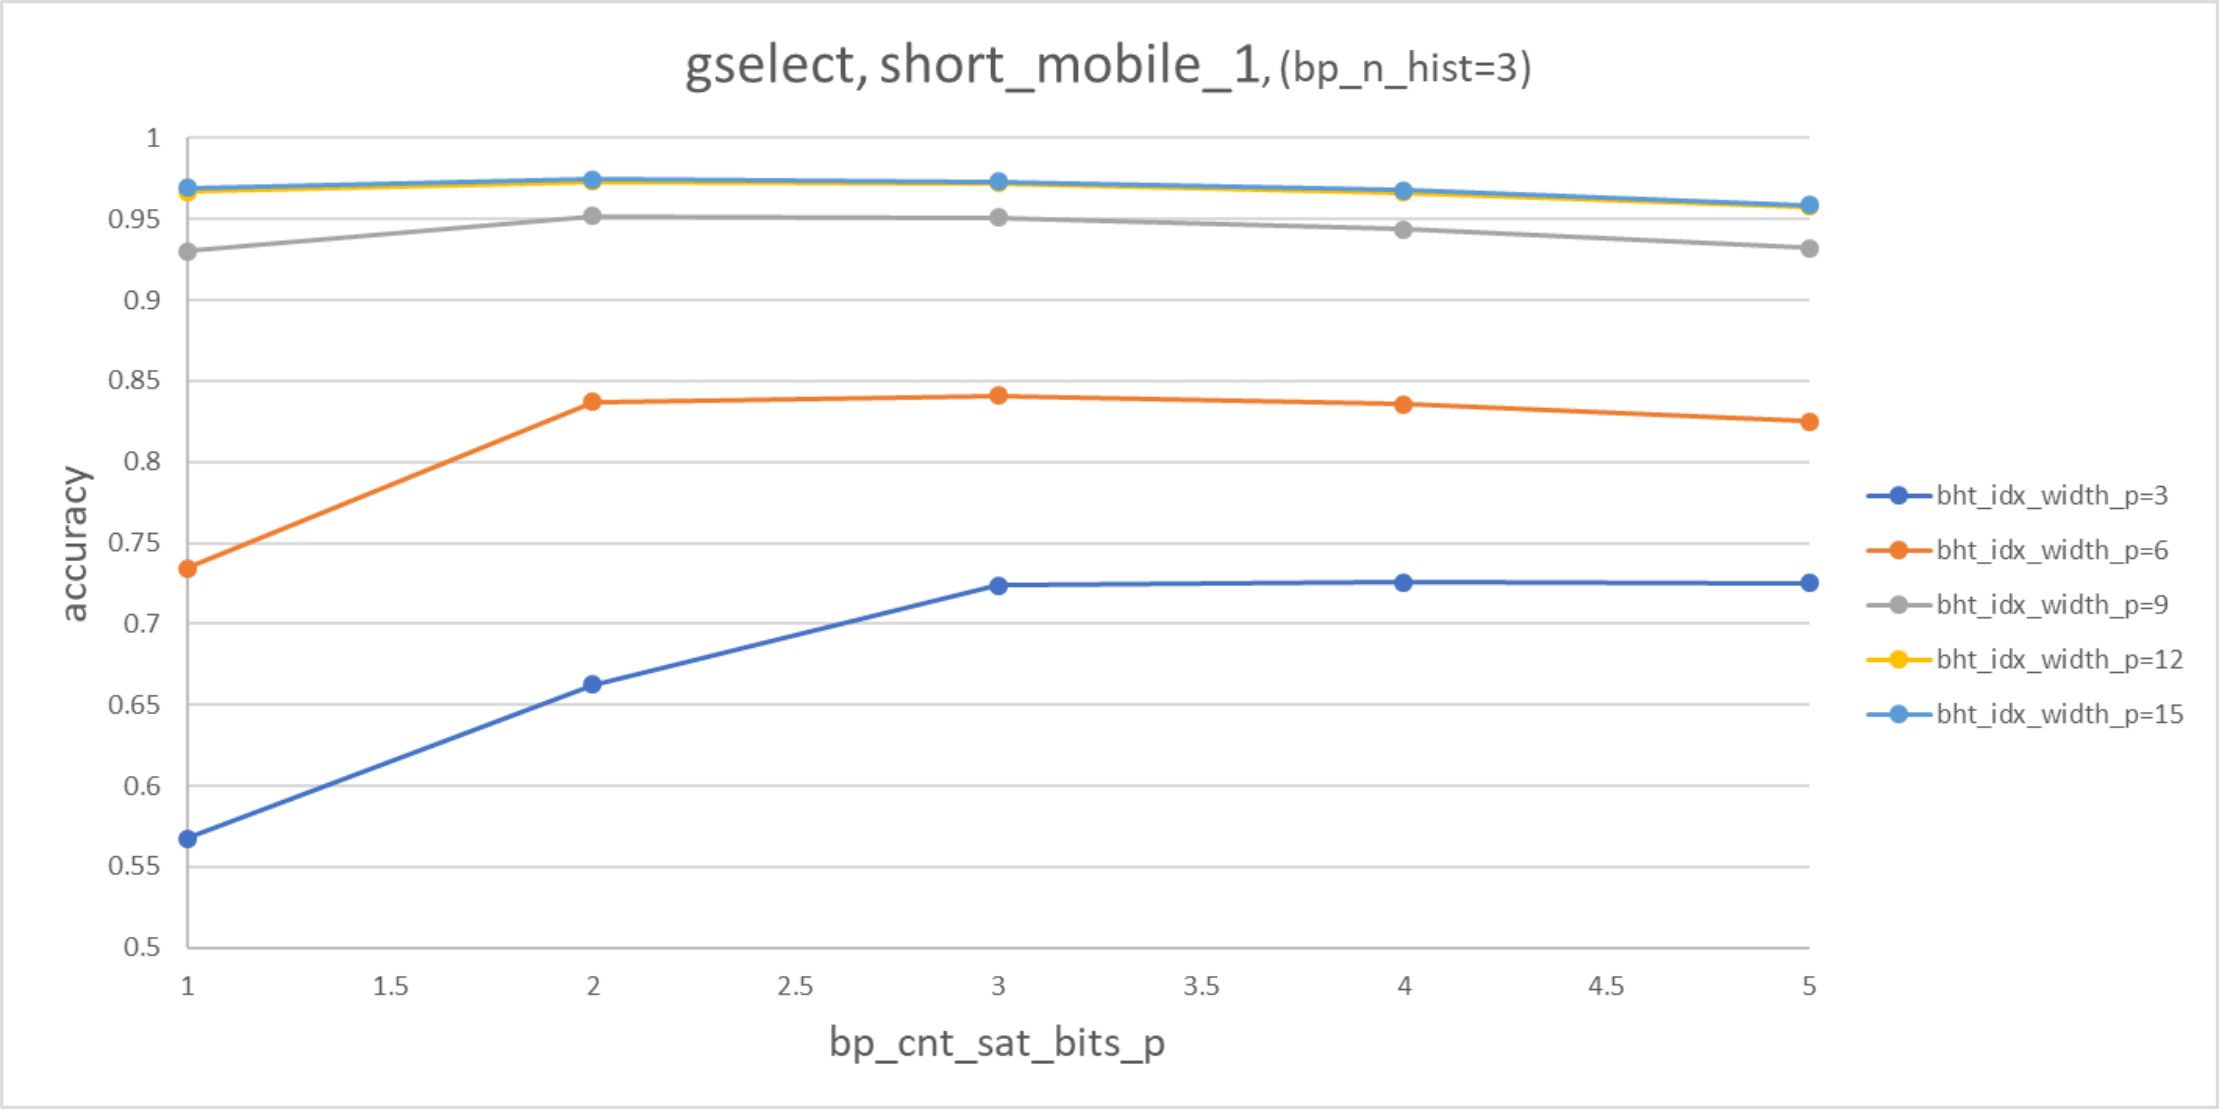 gselect, short_mobile_1, (bp_n_hist=3)
1
0.95
0.9
0.85
0.8
0.75
0.7
0.65
0.6
0.55
0.5
accuracy
1 1.5 2 2.5 3 3.5 4 4.5 5
bp_cnt_sat_bits_p
bht_idx_width_p=3
bht_idx_width_p=6
bht_idx_width_p=9
bht_idx_width_p=12
bht_idx_width_p=15